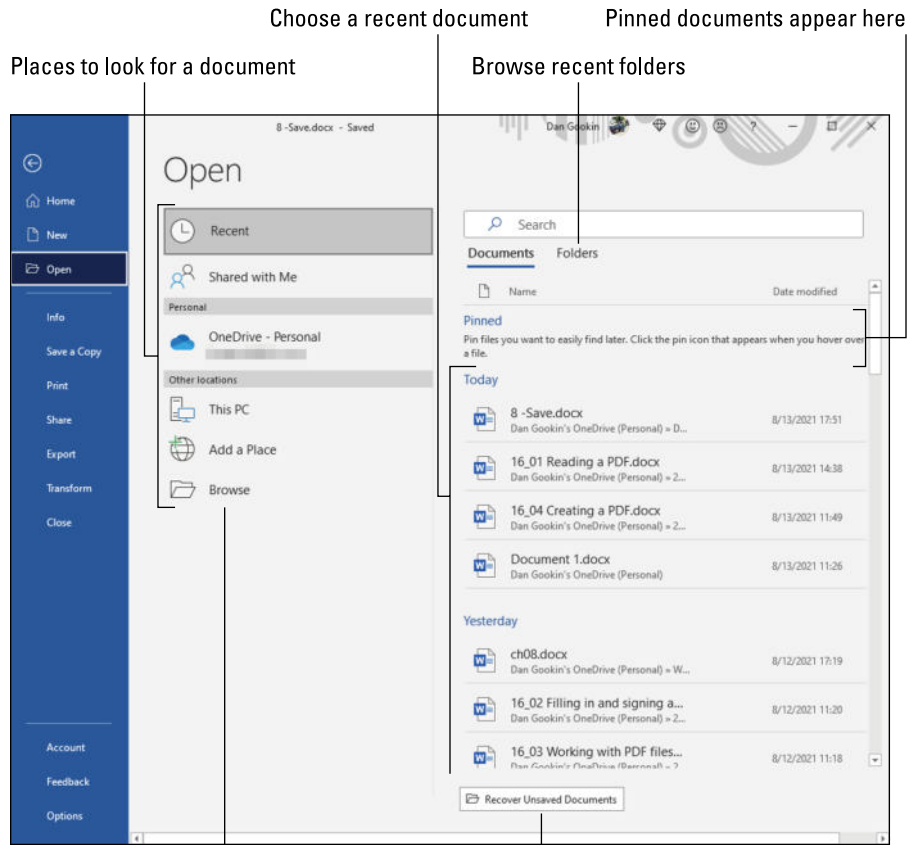 Choose a recent document
Pinned documents appear here
Places to look for a document
Browse recent folders
8 -Save.docx - Saved
Dan Gookin
?
Open
Home
New
Open
Info
Save a Copy
Print
Share
Export
Transform
Close
Account
Feedback
Options
Recent
Shared with Me
Personal
OneDrive - Personal
Other locations
This PC
Add a Place
Browse
Search
Documents Folders
Name Date modified
Pinned
Pin files you want to easily find later. Click the pin icon that appears when you hover over
a file.
Today
8 -Save.docx
Dan Gookin's OneDrive (Personal) » D...
8/13/2021 17:51
16_01 Reading a PDF.docx
Dan Gookin's OneDrive (Personal) » 2...
8/13/2021 14:38
16_04 Creating a PDF.docx
Dan Gookin's OneDrive (Personal) » 2...
8/13/2021 11:49
Document 1.docx
Dan Gookin's OneDrive (Personal)
8/13/2021 11:26
Yesterday
ch08.docx
Dan Gookin's OneDrive (Personal) » W...
8/12/2021 17:19
16_02 Filling in and signing a...
Dan Gookin's OneDrive (Personal) » 2...
8/12/2021 11:20
16_03 Working with PDF files...
Dan Gookin's OneDrive (Personal) » 2
8/12/2021 11:18
Recover Unsaved Documents